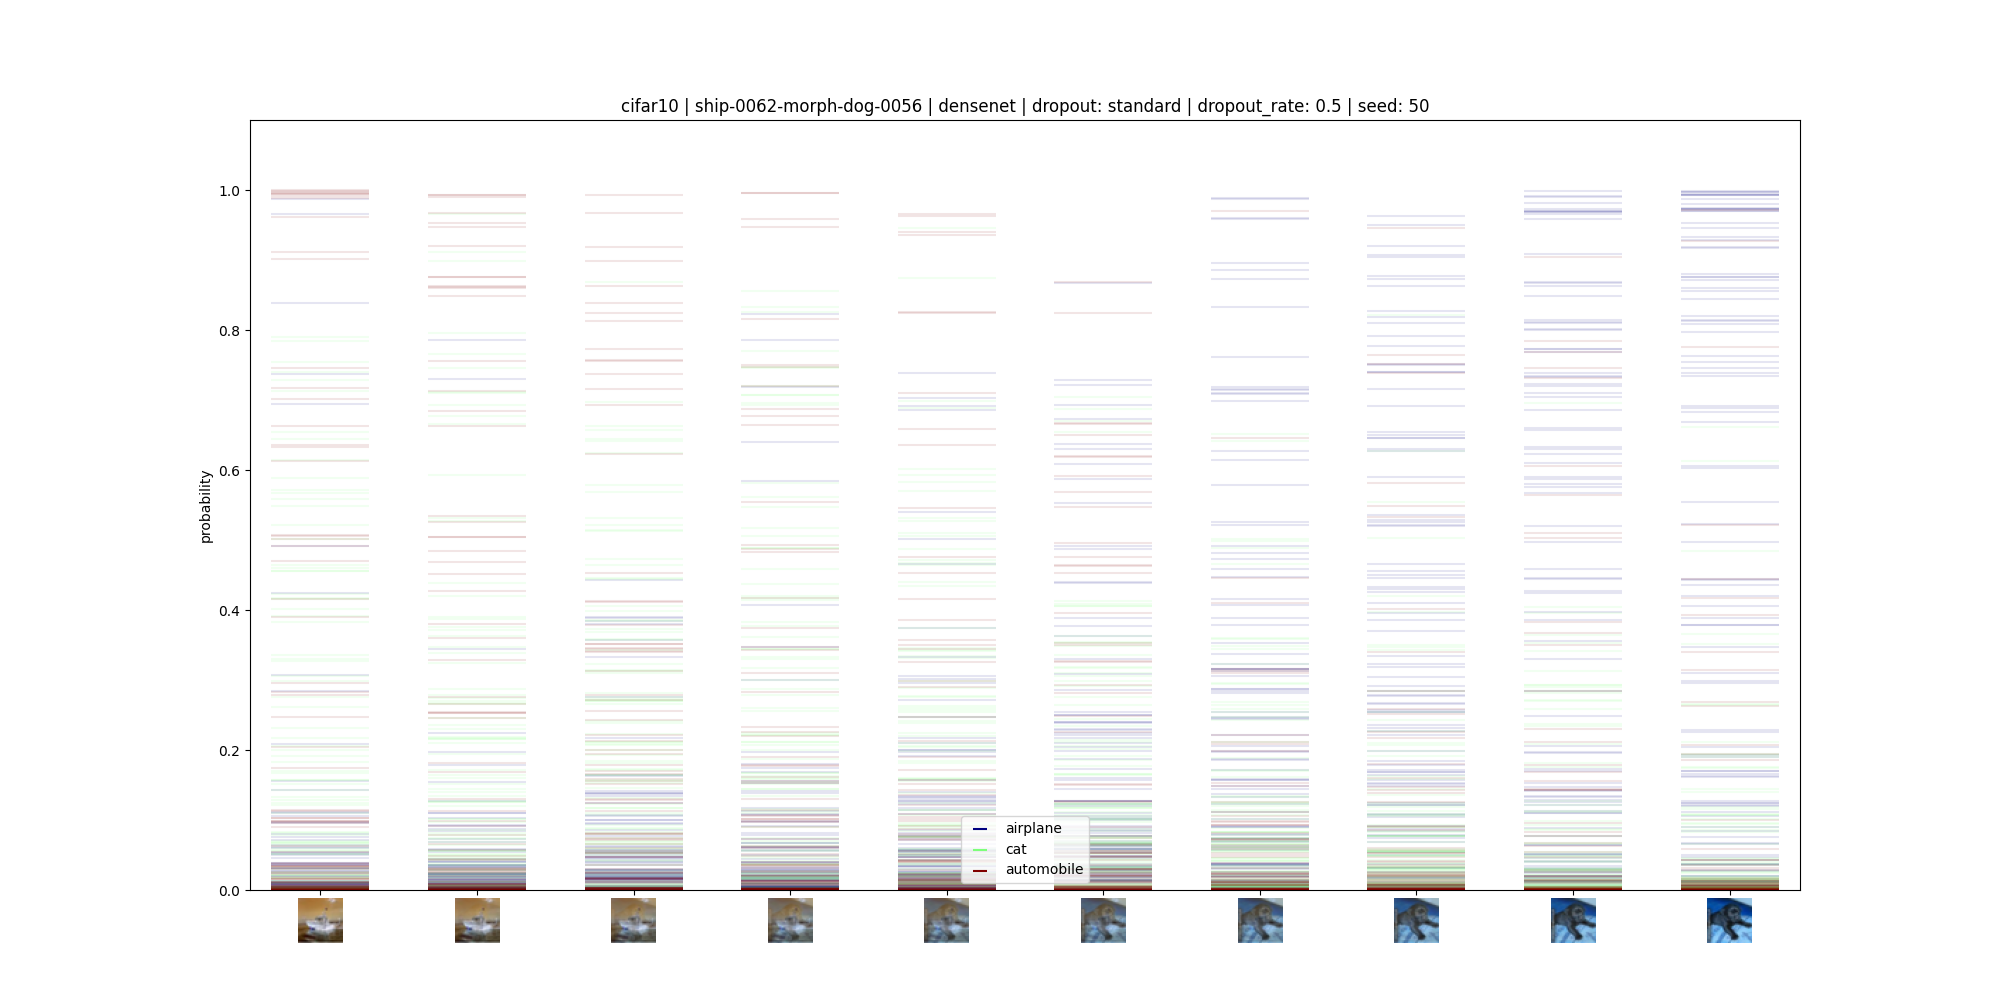 cifar10 | ship-0062-morph-dog-0056 | densenet | dropout: standard | dropout_rate: 0.5 | seed: 50
1.0
0.8
0.6
probability
0.4
0.2
0.0
airplane
cat
automobile